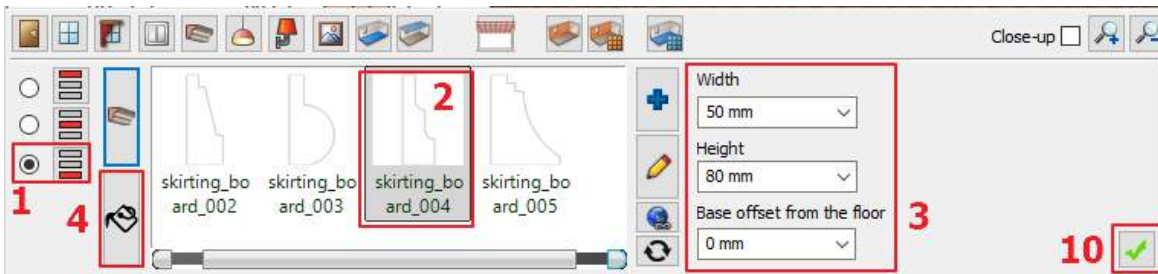 Close-up
Width
50 mm
Height
80 mm
Base offset from the floor
0 mm
1
2
3
4
10
skirting_bo
ard_002
skirting_bo
ard_003
skirting_bo
ard_004
skirting_bo
ard_005